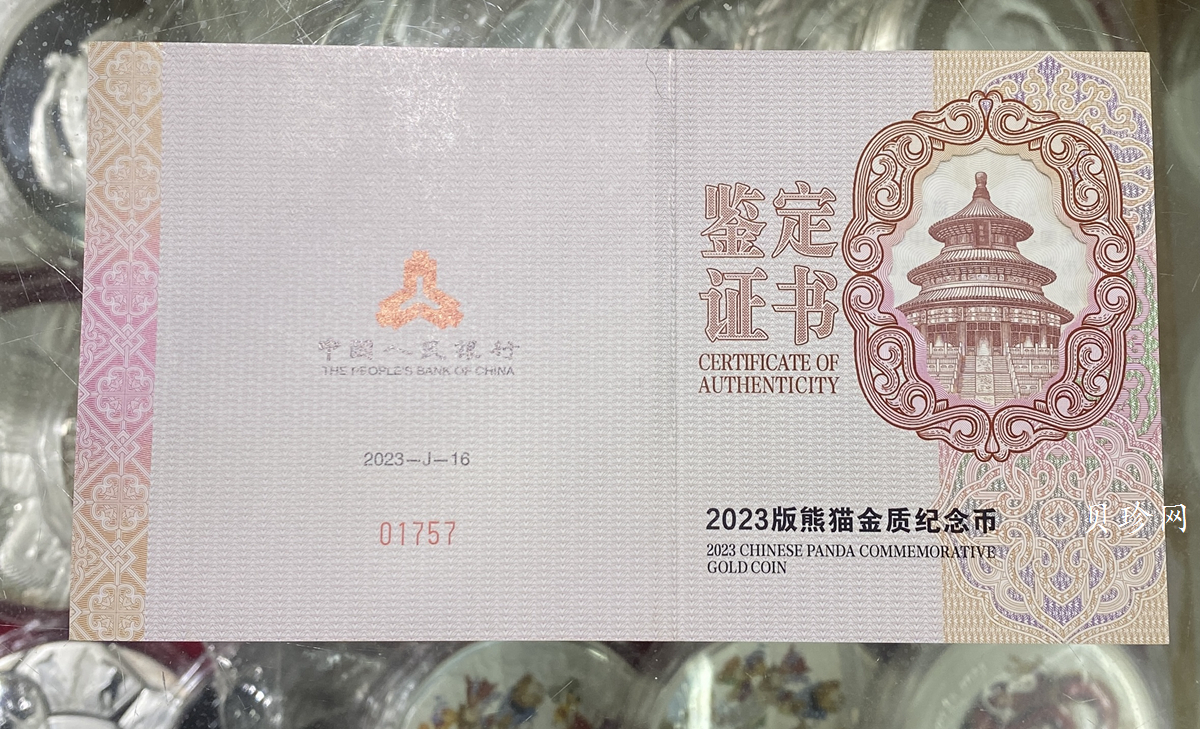 中国人民银行
THE PEOPLE'S BANK OF CHINA
2023—J—16
01757
鉴定
证书
CERTIFICATE OF
AUTHENTICITY
2023版熊猫金质纪念币
2023 CHINESE PANDA COMMEMORATIVE
GOLD COIN
贝珍网